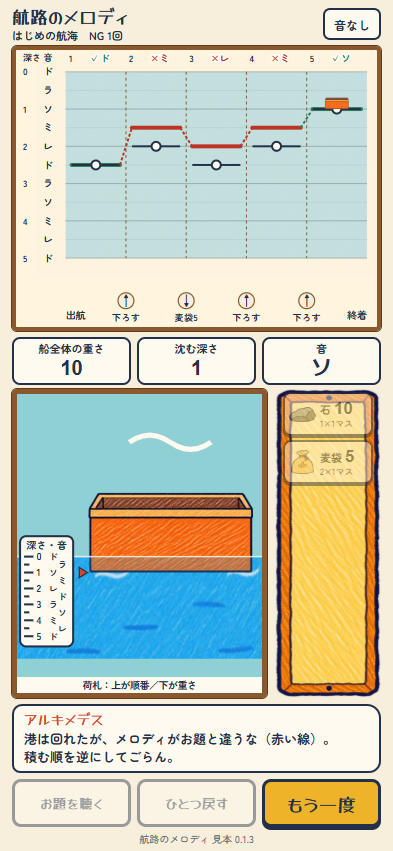 航路のメロディ
はじめの航海 NG 1回
音なし
深さ 音 1 ✓ド 2 ×ミ 3 ×レ 4 ×ミ 5 ✓ソ
0 ド
ラ
1 ソ
ミ
2 レ
ド
3 ラ
ソ
4 ミ
レ
5 ド
出航 下ろす 麦袋5 下ろす 下ろす 終着
船全体の重さ
10
沈む深さ
1
音
ソ
石 10
1×1マス
麦袋 5
2×1マス
深さ・音
0 ド
ラ
1 ソ
ミ
2 レ
ド
3 ラ
ソ
4 ミ
レ
5 ド
荷札：上が順番／下が重さ
アルキメデス
港は回れたが、メロディがお題と違うな（赤い線）。
積む順を逆にしてごらん。
お題を聴く
ひとつ戻す
もう一度
航路のメロディ 見本 0.1.3